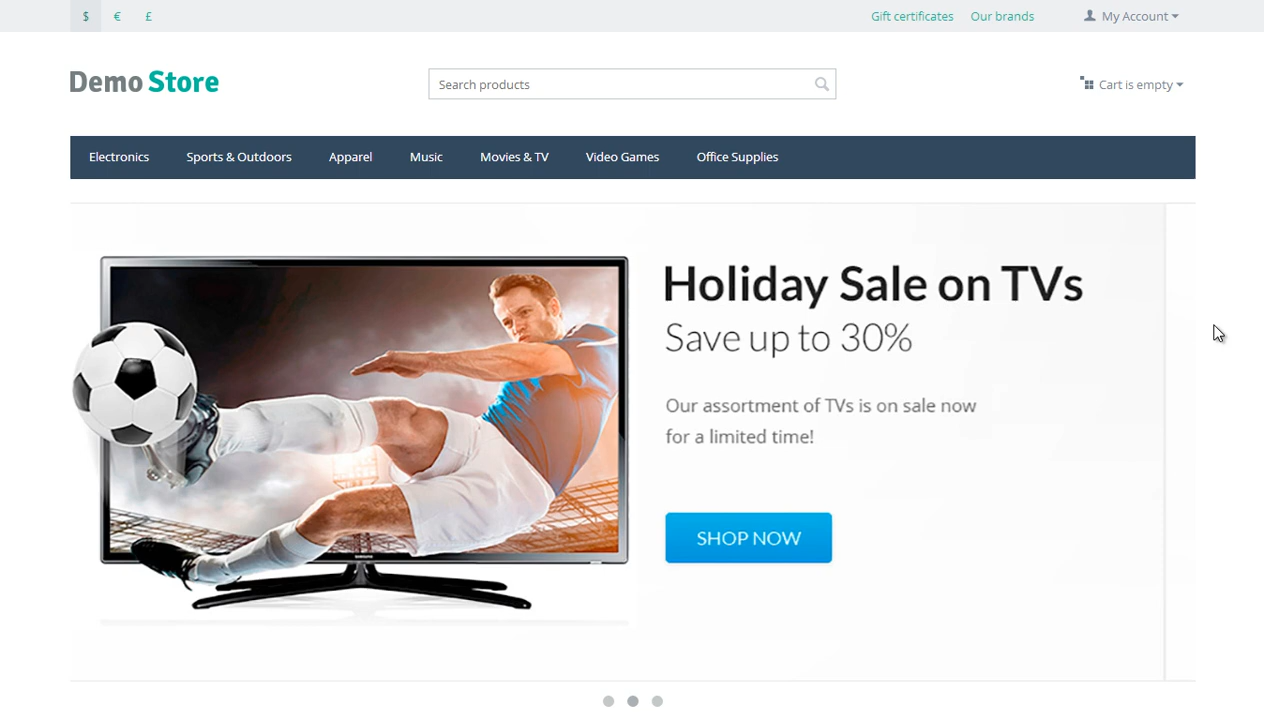 $ € £ Gift certificates Our brands My Account
Demo Store Search products Cart is empty
Electronics Sports & Outdoors Apparel Music Movies & TV Video Games Office Supplies
Holiday Sale on TVs
Save up to 30%
Our assortment of TVs is on sale now
for a limited time!
SHOP NOW
SAMSUNG